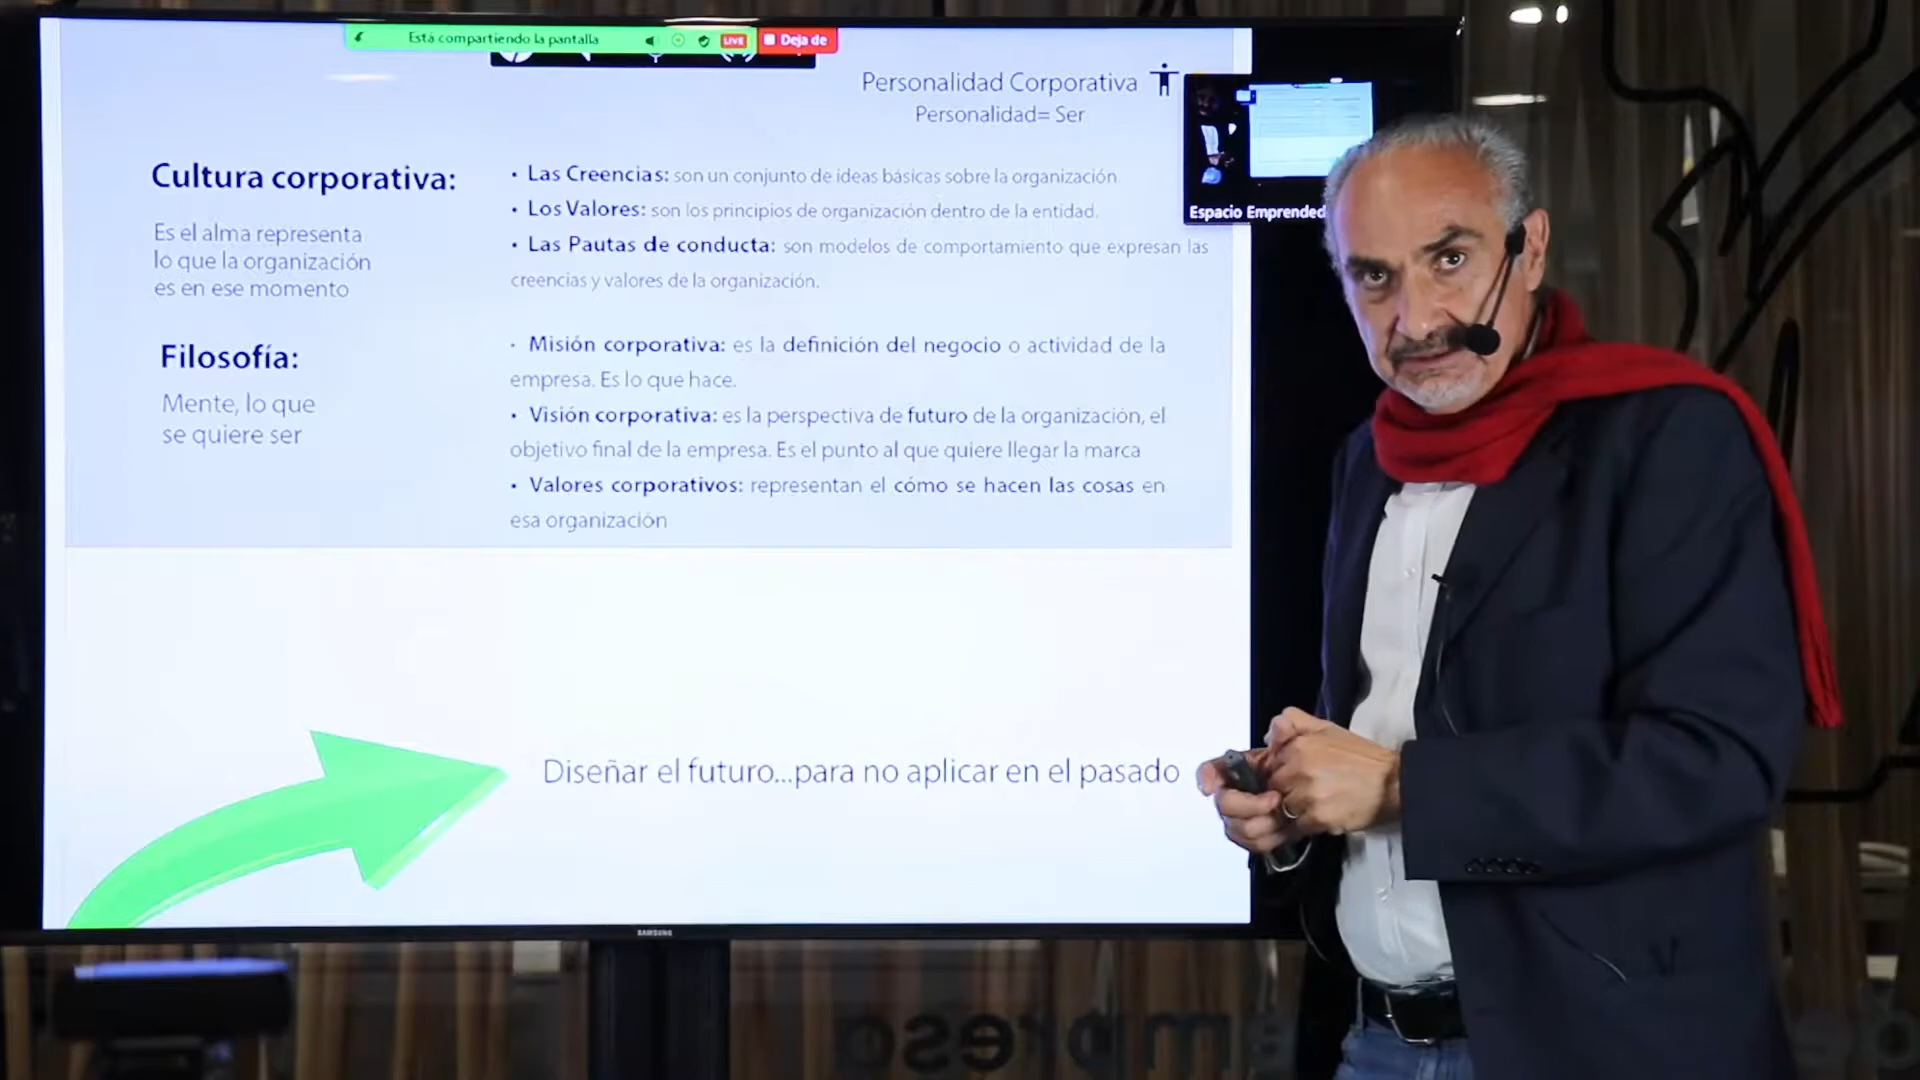 Está compartiendo la pantalla
LIVE
Deja de
Personalidad Corporativa
Personalidad= Ser
Espacio Emprended
Cultura corporativa:
Es el alma representa
lo que la organización
es en ese momento
• Las Creencias: son un conjunto de ideas básicas sobre la organización.
• Los Valores: son los principios de organización dentro de la entidad.
• Las Pautas de conducta: son modelos de comportamiento que expresan las
creencias y valores de la organización.
Filosofía:
Mente, lo que
se quiere ser
• Misión corporativa: es la definición del negocio o actividad de la
empresa. Es lo que hace.
• Visión corporativa: es la perspectiva de futuro de la organización, el
objetivo final de la empresa. Es el punto al que quiere llegar la marca
• Valores corporativos: representan el cómo se hacen las cosas en
esa organización
Diseñar el futuro...para no aplicar en el pasado
SAMSUNG